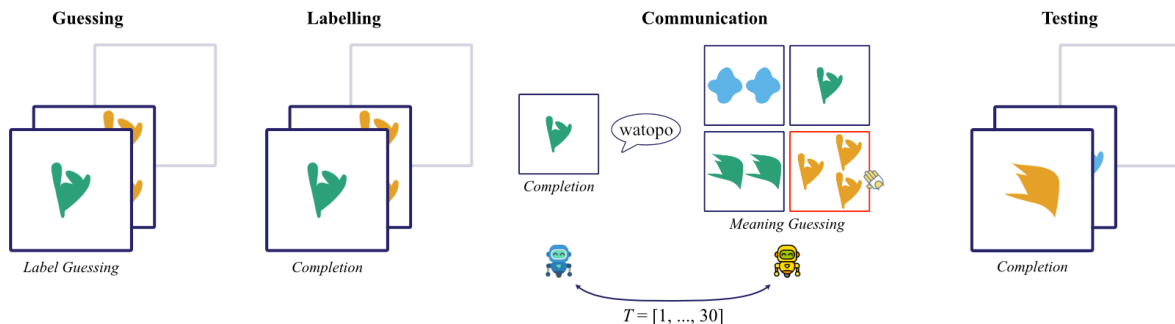 Guessing
Labelling
Communication
Testing
watopo
Completion
Label Guessing
Completion
Meaning Guessing
Completion
T = [1, ..., 30]